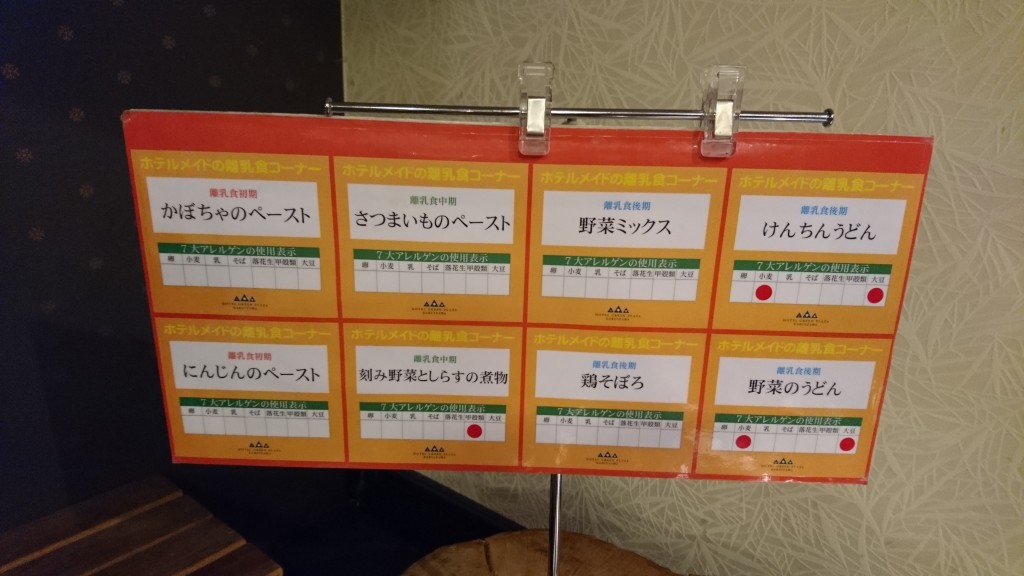 ホテルメイドの離乳食コーナー
離乳食初期
かぼちゃのペースト
7大アレルゲンの使用表示
卵 小麦 乳 そば 落花生 甲殻類 大豆
ホテルメイドの離乳食コーナー
離乳食中期
さつまいものペースト
7大アレルゲンの使用表示
卵 小麦 乳 そば 落花生 甲殻類 大豆
ホテルメイドの離乳食コーナー
離乳食後期
野菜ミックス
7大アレルゲンの使用表示
卵 小麦 乳 そば 落花生 甲殻類 大豆
ホテルメイドの離乳食コーナー
離乳食後期
けんちんうどん
7大アレルゲンの使用表示
卵 小麦 乳 そば 落花生 甲殻類 大豆
ホテルメイドの離乳食コーナー
離乳食初期
にんじんのペースト
7大アレルゲンの使用表示
卵 小麦 乳 そば 落花生 甲殻類 大豆
ホテルメイドの離乳食コーナー
離乳食中期
刻み野菜としらすの煮物
7大アレルゲンの使用表示
卵 小麦 乳 そば 落花生 甲殻類 大豆
ホテルメイドの離乳食コーナー
離乳食後期
鶏そぼろ
7大アレルゲンの使用表示
卵 小麦 乳 そば 落花生 甲殻類 大豆
ホテルメイドの離乳食コーナー
離乳食後期
野菜のうどん
7大アレルゲンの使用表示
卵 小麦 乳 そば 落花生 甲殻類 大豆